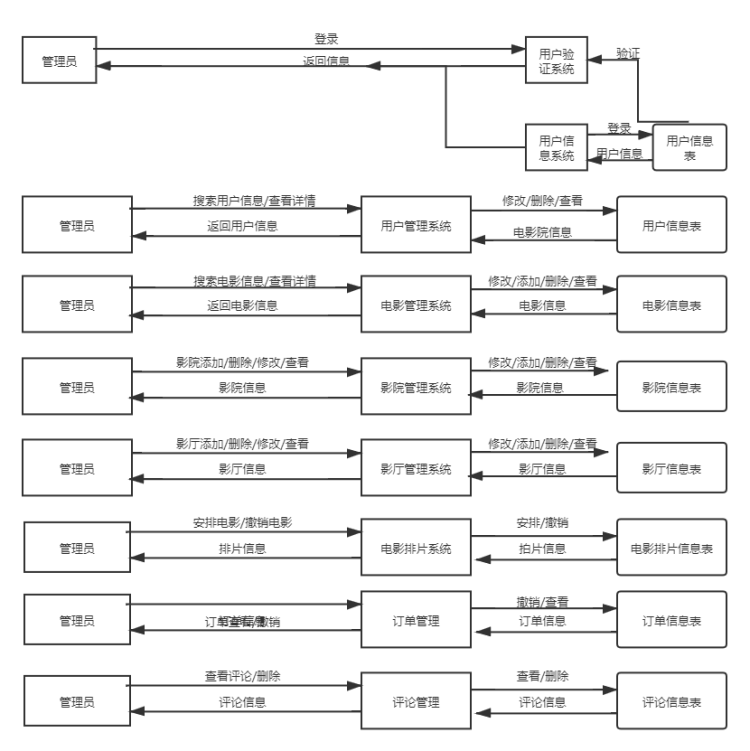 登录
管理员
返回信息
用户验
证系统
验证
登录
用户信
息系统
用户信息
用户信息
表
搜索用户信息/查看详情
修改/删除/查看
管理员
返回用户信息
用户管理系统
电影院信息
用户信息表
搜索电影信息/查看详情
修改/添加/删除/查看
管理员
返回电影信息
电影管理系统
电影信息
电影信息表
影院添加/删除/修改/查看
修改/添加/删除/查看
管理员
影院信息
影院管理系统
影院信息
影院信息表
影厅添加/删除/修改/查看
修改/添加/删除/查看
管理员
影厅信息
影厅管理系统
影厅信息
影厅信息表
安排电影/撤销电影
安排/撤销
管理员
排片信息
电影排片系统
拍片信息
电影排片信息表
撤销/查看
管理员
订单查看/撤销
订单管理
订单信息
订单信息表
查看评论/删除
查看/删除
管理员
评论信息
评论管理
评论信息
评论信息表